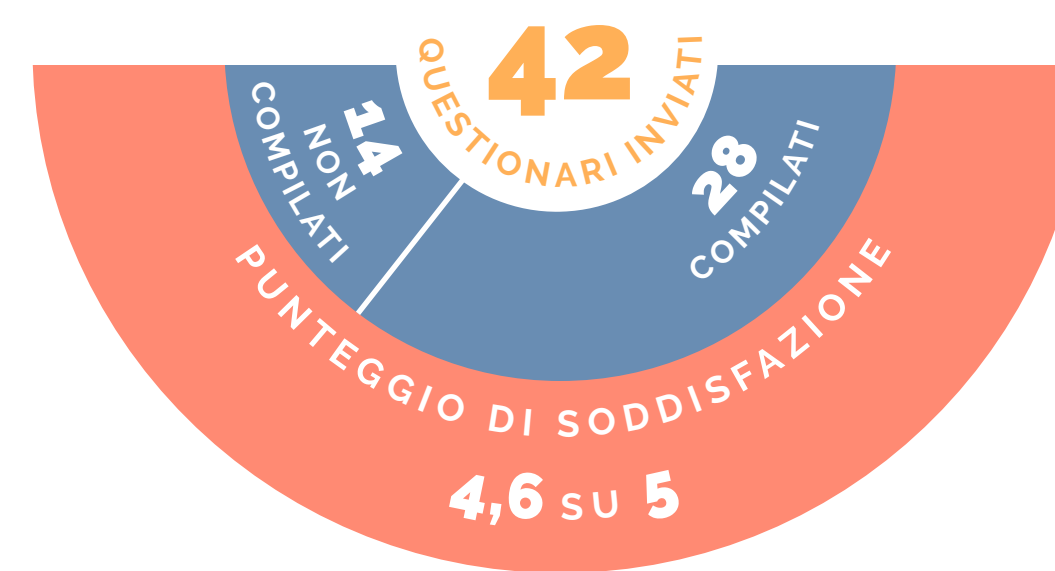 42
QUESTIONARI INVIATI
14
NON
COMPILATI
28
COMPILATI
PUNTEGGIO DI SODDISFAZIONE
4,6 SU 5